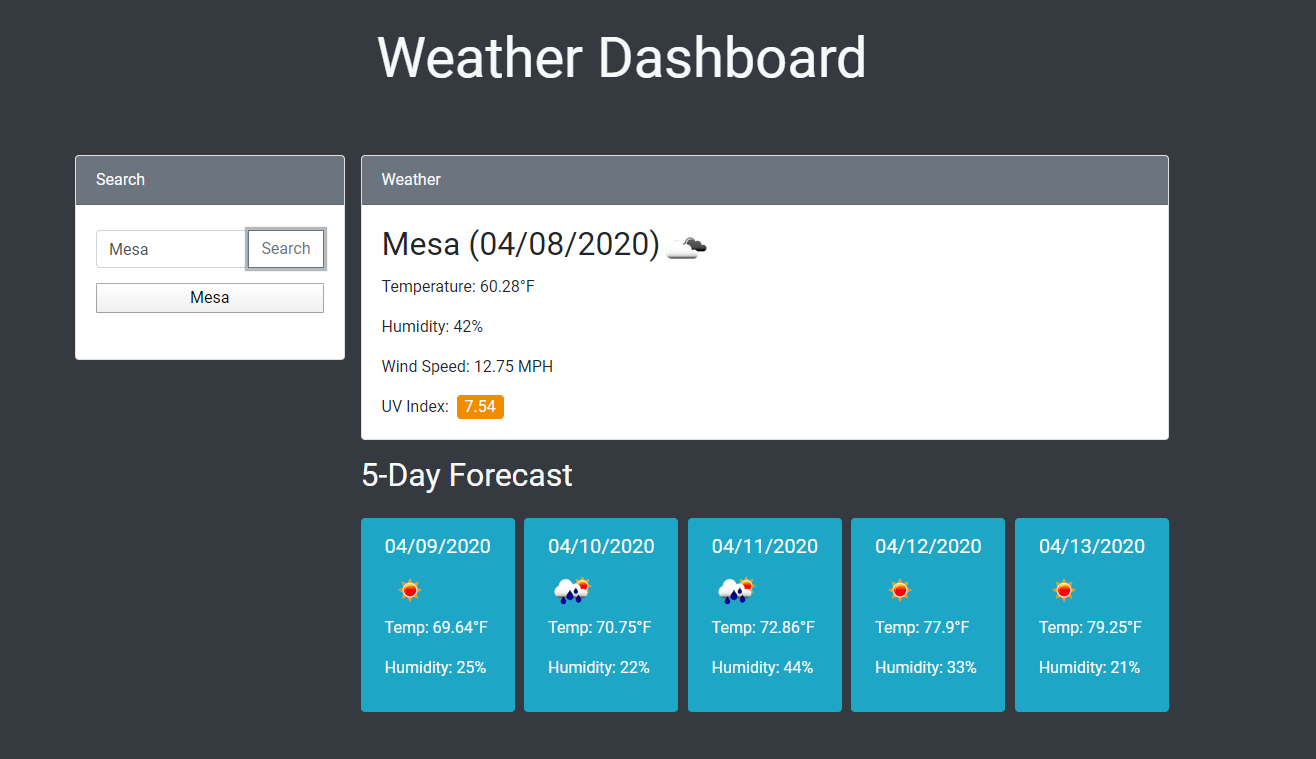 Weather Dashboard
Search
Mesa
Search
Mesa
Weather
Mesa (04/08/2020)
Temperature: 60.28°F
Humidity: 42%
Wind Speed: 12.75 MPH
UV Index: 7.54
5-Day Forecast
04/09/2020
Temp: 69.64°F
Humidity: 25%
04/10/2020
Temp: 70.75°F
Humidity: 22%
04/11/2020
Temp: 72.86°F
Humidity: 44%
04/12/2020
Temp: 77.9°F
Humidity: 33%
04/13/2020
Temp: 79.25°F
Humidity: 21%